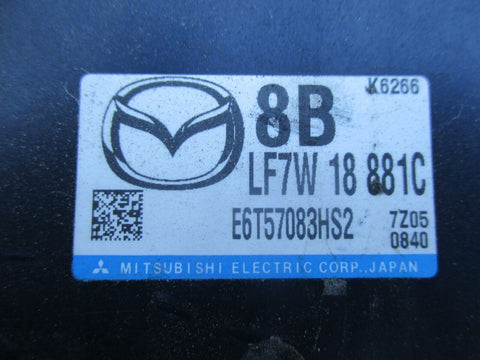 K6266
8B
LF7W 18 881C
E6T57083HS2
7Z05
0840
MITSUBISHI ELECTRIC CORP.,JAPAN